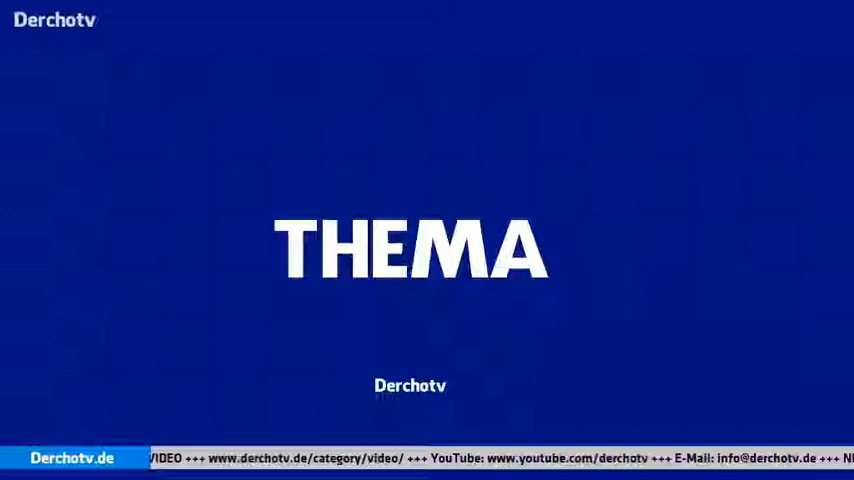 Derchotv
THEMA
Derchotv
Derchotv.de VIDEO +++ www.derchotv.de/category/video/ +++ YouTube: www.youtube.com/derchotv +++ E-Mail: info@derchotv.de +++